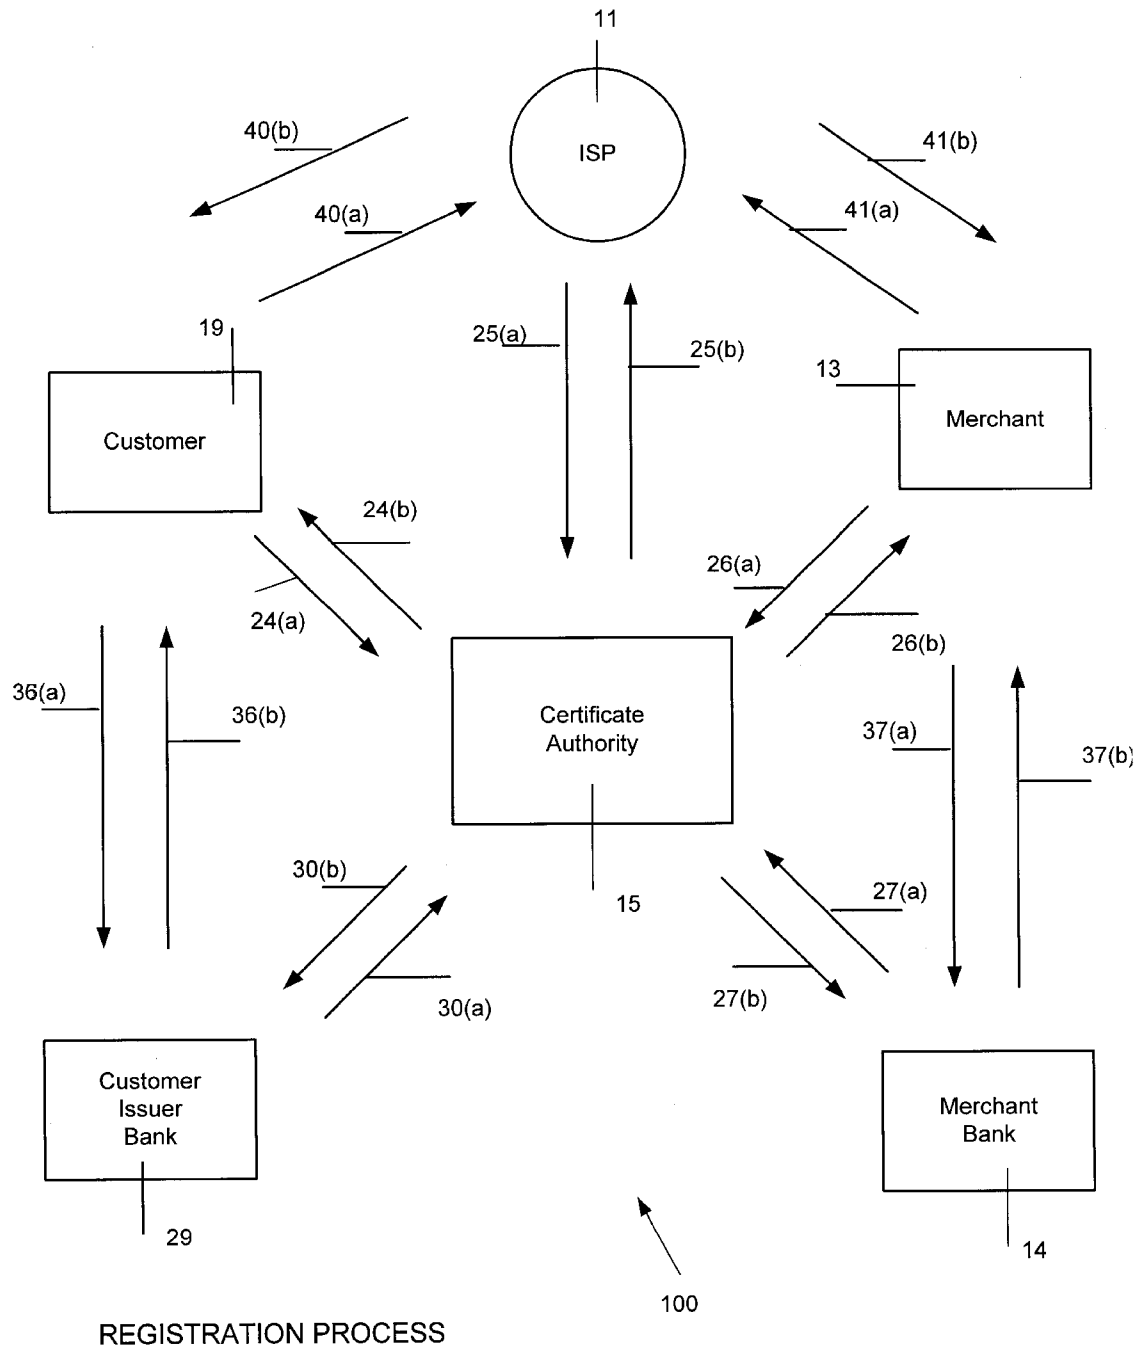 11
40(b)
ISP
41(b)
40(a)
41(a)
19
25(a)
25(b)
13
Customer
Merchant
24(b)
26(a)
24(a)
26(b)
36(a)
36(b)
Certificate
Authority
37(a)
37(b)
30(b)
15
27(a)
30(a)
27(b)
Customer
Issuer
Bank
Merchant
Bank
29
14
100
REGISTRATION PROCESS